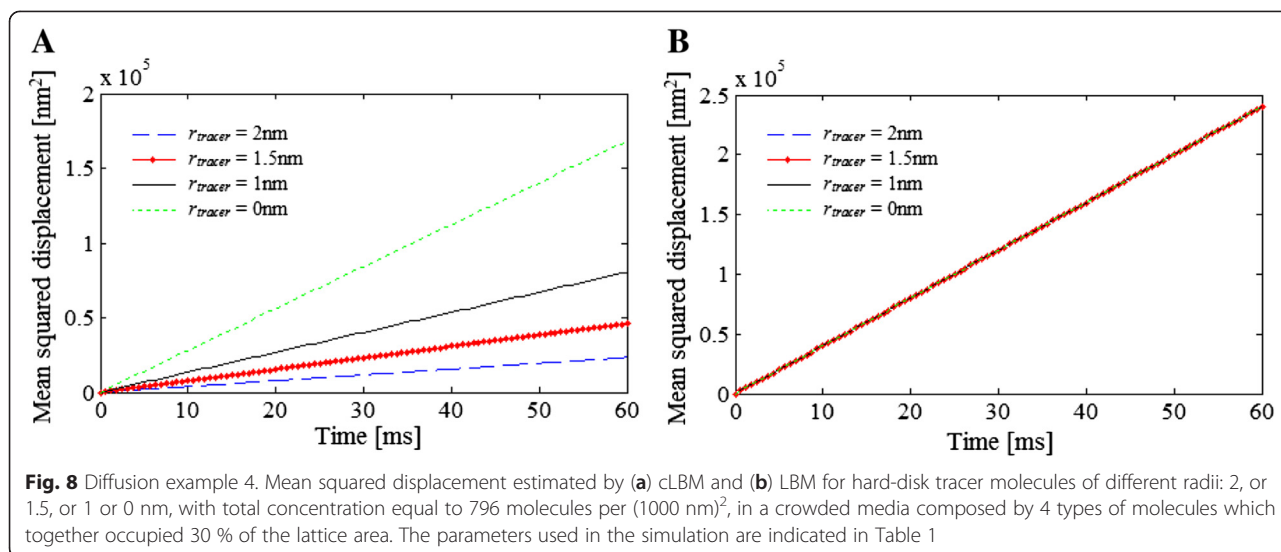 A
x 10^5
Mean squared displacement [nm²]
2
1.5
1
0.5
0
r_tracer = 2nm
r_tracer = 1.5nm
r_tracer = 1nm
r_tracer = 0nm
0 10 20 30 40 50 60
Time [ms]
B
x 10^5
Mean squared displacement [nm²]
2.5
2
1.5
1
0.5
0
r_tracer = 2nm
r_tracer = 1.5nm
r_tracer = 1nm
r_tracer = 0nm
0 10 20 30 40 50 60
Time [ms]
Fig. 8 Diffusion example 4. Mean squared displacement estimated by (a) cLBM and (b) LBM for hard-disk tracer molecules of different radii: 2, or
1.5, or 1 or 0 nm, with total concentration equal to 796 molecules per (1000 nm)², in a crowded media composed by 4 types of molecules which
together occupied 30 % of the lattice area. The parameters used in the simulation are indicated in Table 1